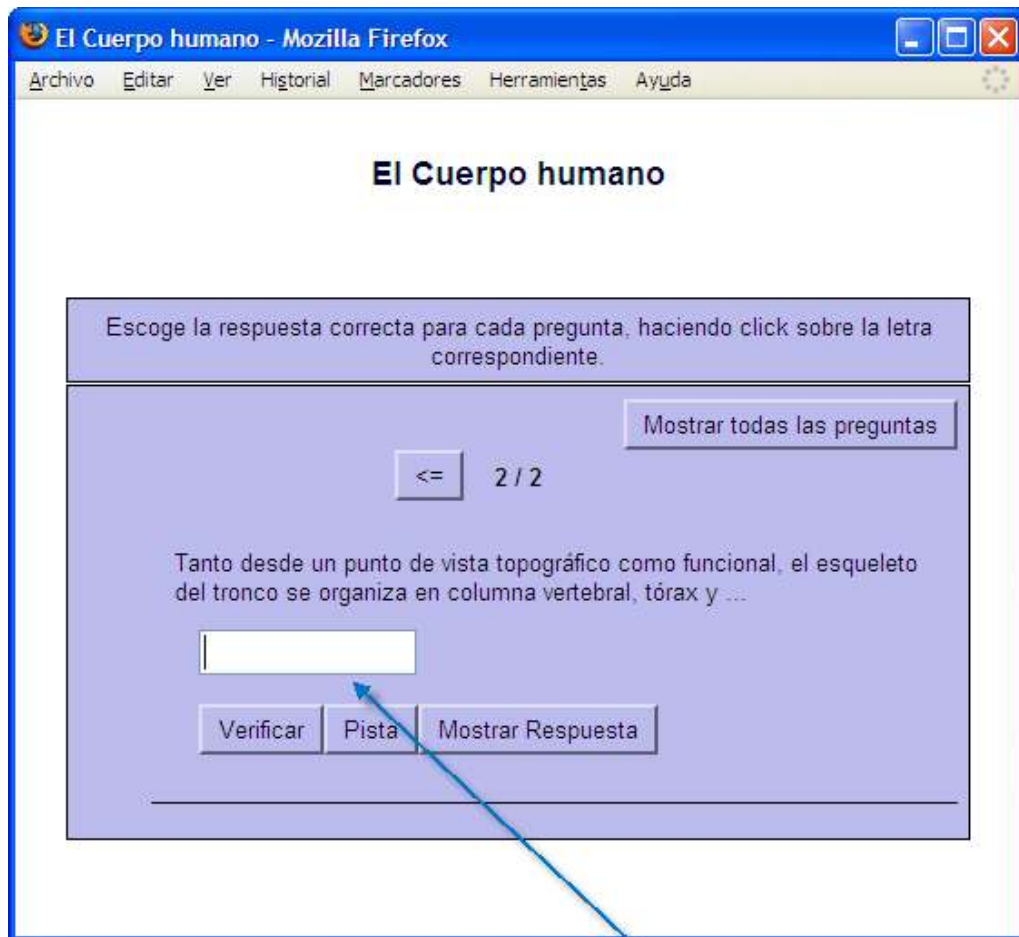 El Cuerpo humano - Mozilla Firefox
Archivo Editar Ver Historial Marcadores Herramientas Ayuda
El Cuerpo humano
Escoge la respuesta correcta para cada pregunta, haciendo click sobre la letra
correspondiente.
Mostrar todas las preguntas
<= 2 / 2
Tanto desde un punto de vista topográfico como funcional, el esqueleto
del tronco se organiza en columna vertebral, tórax y ...
Verificar Pista Mostrar Respuesta